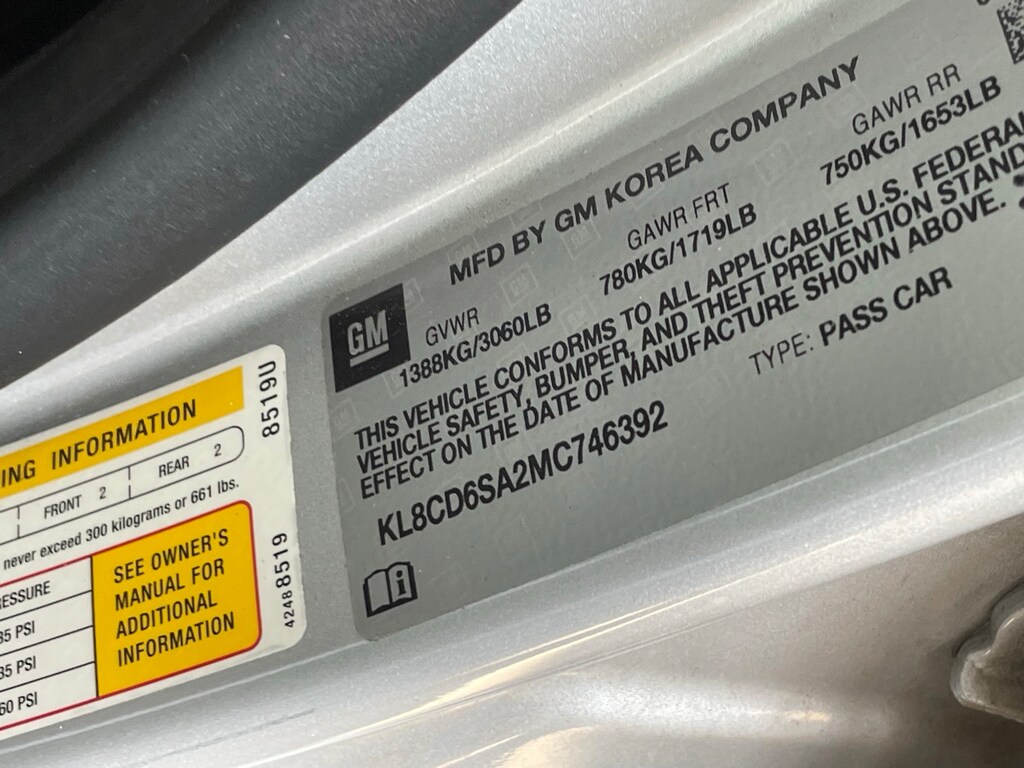 MFD BY GM KOREA COMPANY
GM
GVWR GAWR FRT GAWR RR
1388KG/3060LB 780KG/1719LB 750KG/1653LB
THIS VEHICLE CONFORMS TO ALL APPLICABLE U.S. FEDERAL
VEHICLE SAFETY, BUMPER, AND THEFT PREVENTION STAND
EFFECT ON THE DATE OF MANUFACTURE SHOWN ABOVE.
KL8CD6SA2MC746392
TYPE: PASS CAR
i
ING INFORMATION
8519U
FRONT 2 REAR 2
never exceed 300 kilograms or 661 lbs.
ESSURE
35 PSI
35 PSI
60 PSI
SEE OWNER'S
MANUAL FOR
ADDITIONAL
INFORMATION
42488519